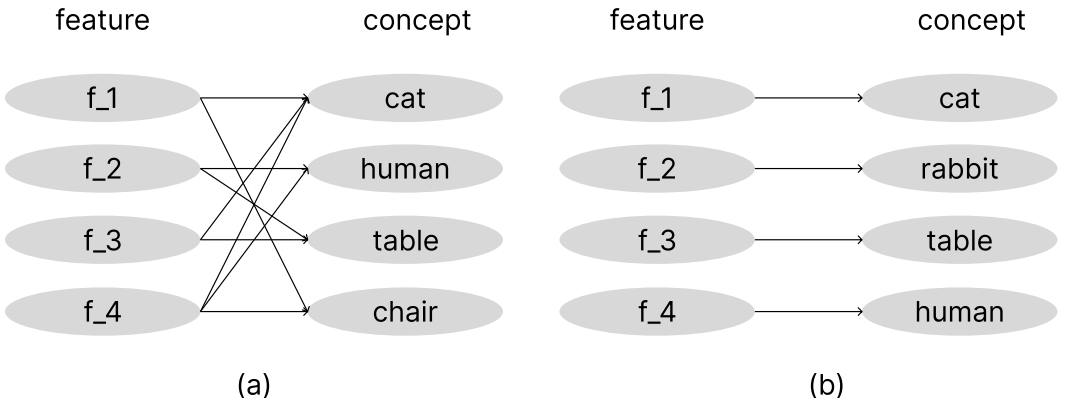 feature concept feature concept
f_1 cat f_1 cat
f_2 human f_2 rabbit
f_3 table f_3 table
f_4 chair f_4 human
(a) (b)